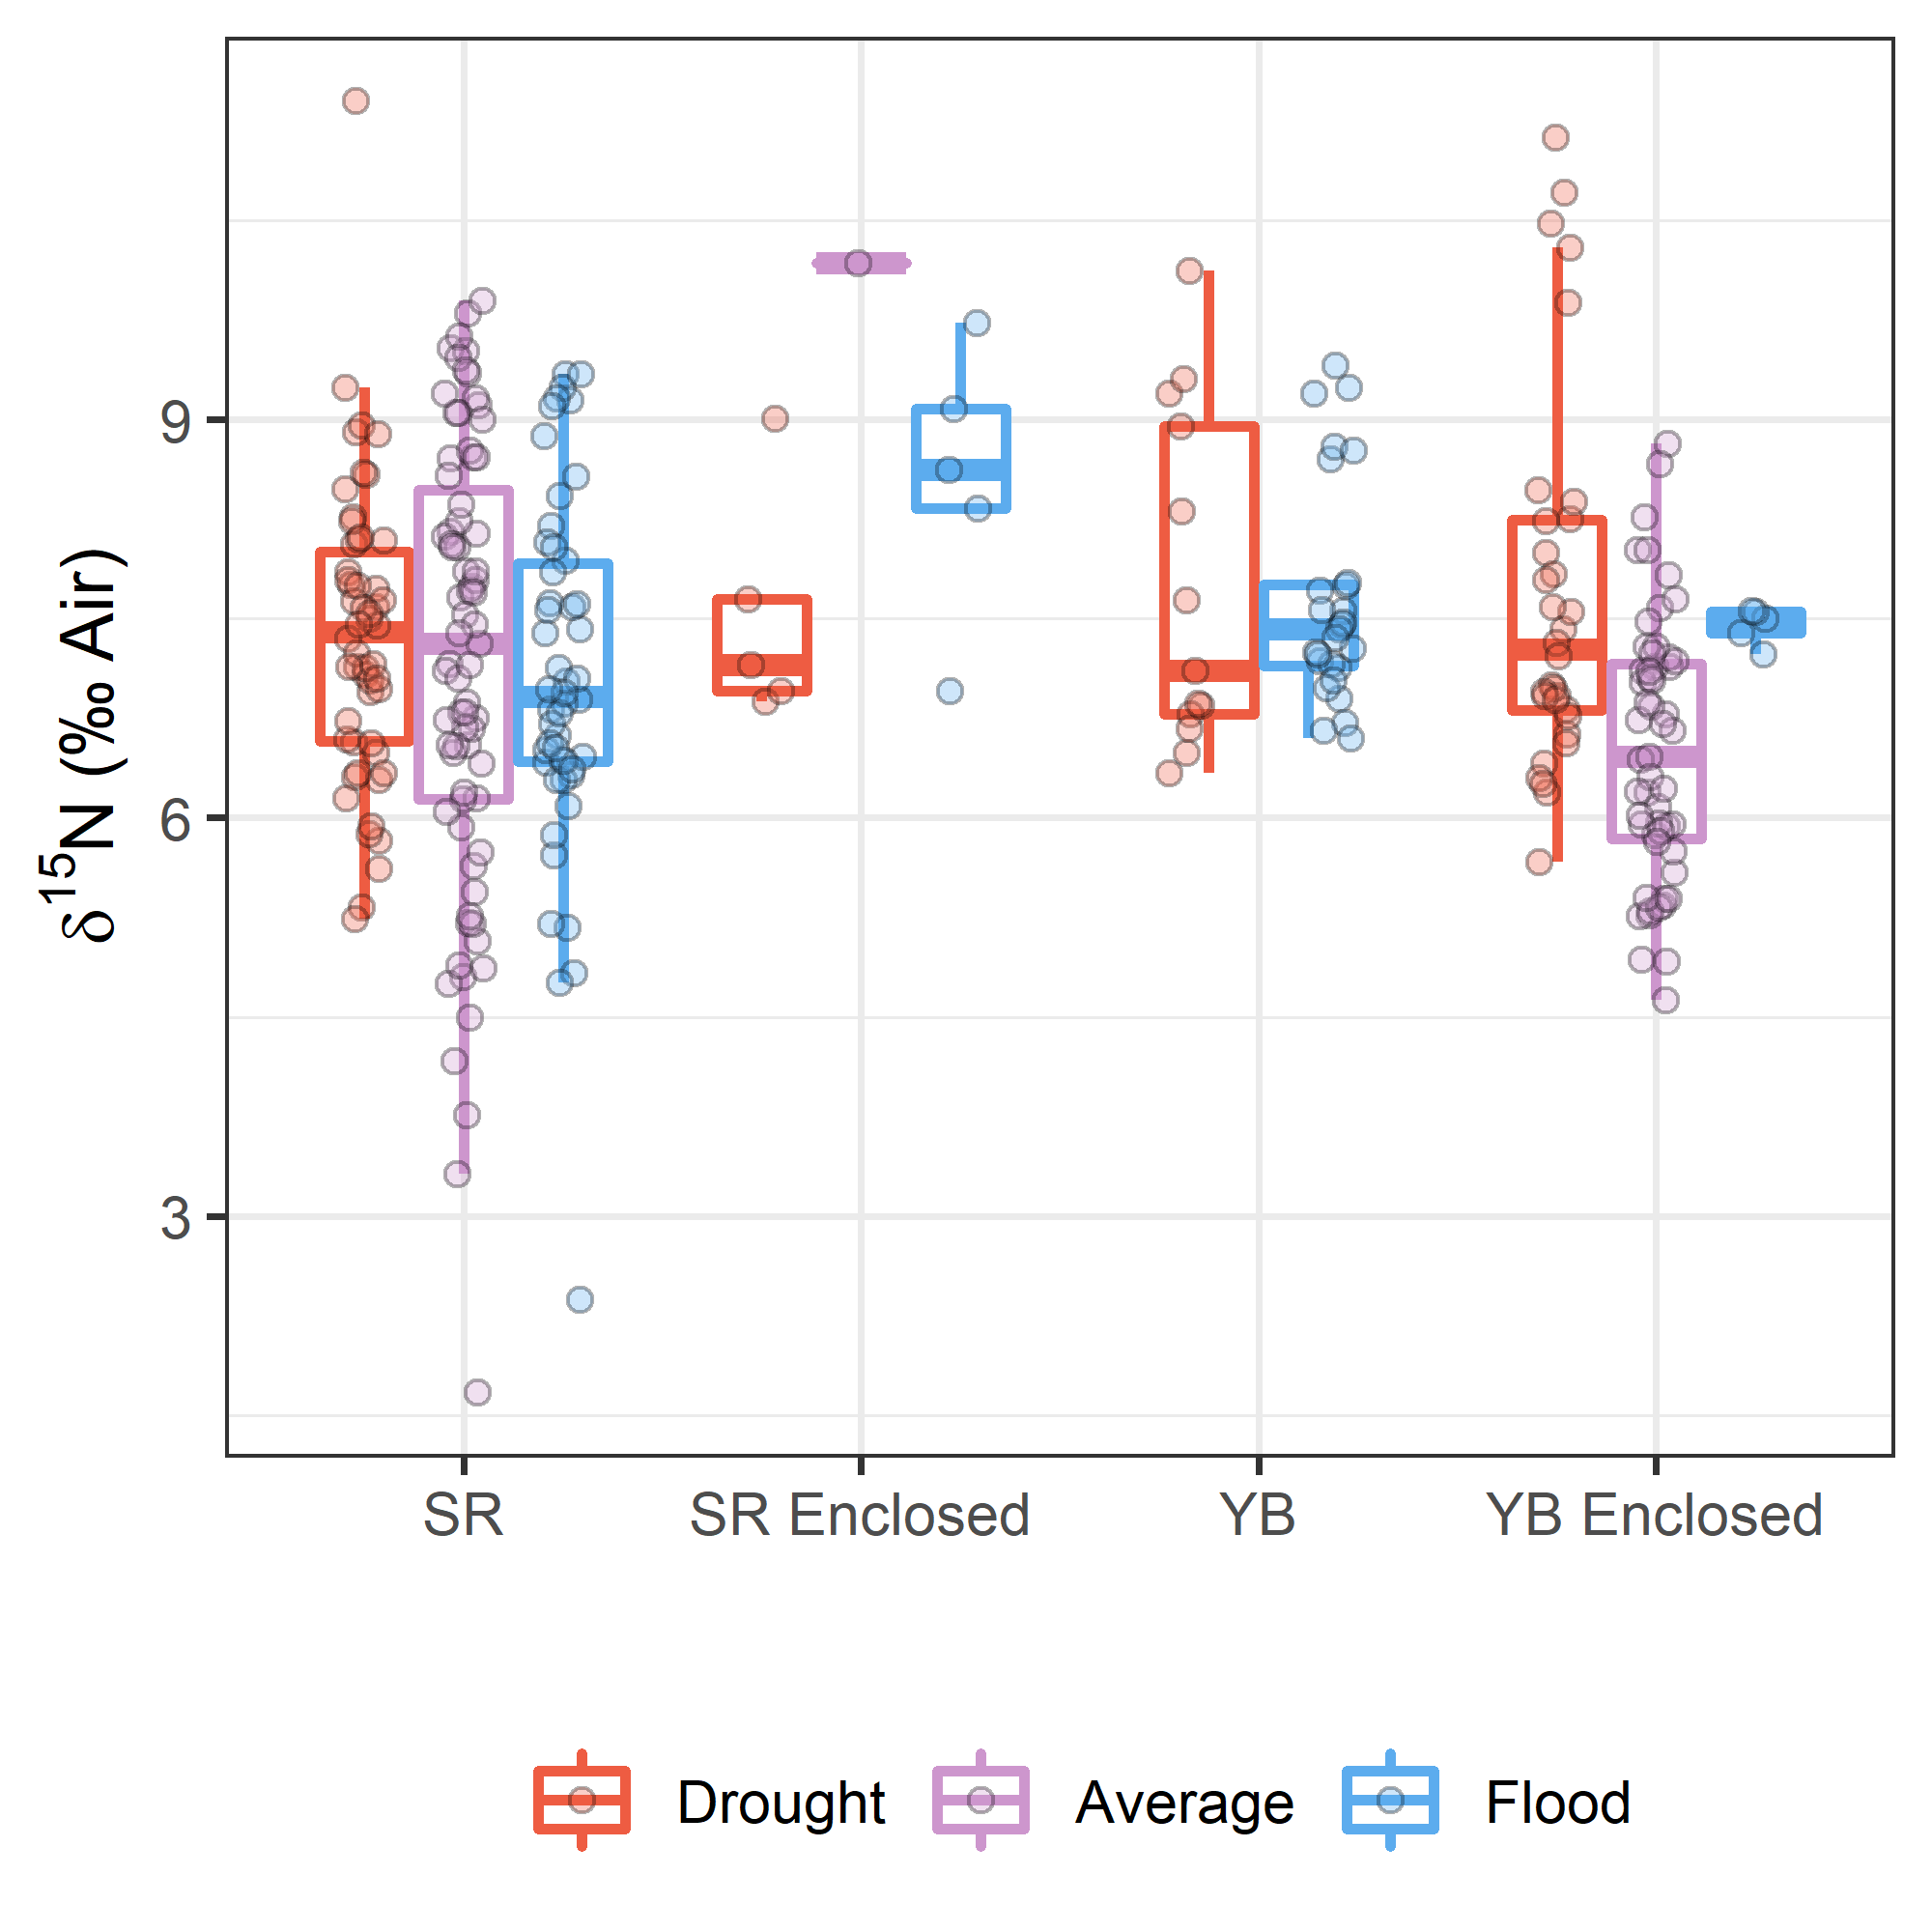 δ¹⁵N (‰ Air)
9
6
3
SR
SR Enclosed
YB
YB Enclosed
Drought
Average
Flood